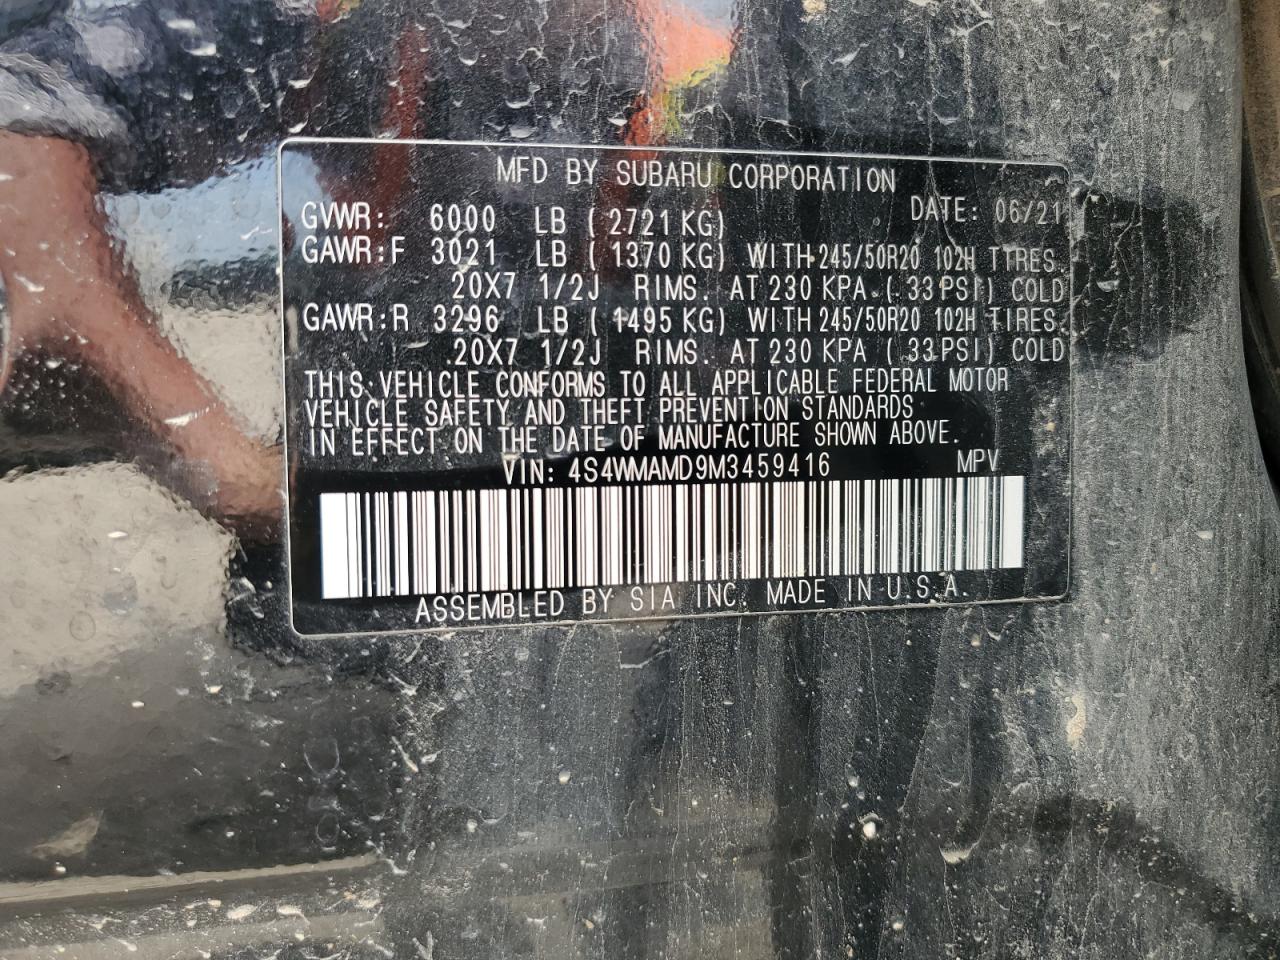 MFD BY SUBARU CORPORATION
GVWR: 6000 LB ( 2721 KG) DATE: 06/21
GAWR:F 3021 LB ( 1370 KG) WITH 245/50R20 102H TIRES.
20X7 1/2J RIMS. AT 230 KPA ( 33 PSI) COLD
GAWR:R 3296 LB ( 1495 KG) WITH 245/50R20 102H TIRES.
20X7 1/2J RIMS. AT 230 KPA ( 33 PSI) COLD
THIS VEHICLE CONFORMS TO ALL APPLICABLE FEDERAL MOTOR
VEHICLE SAFETY AND THEFT PREVENTION STANDARDS
IN EFFECT ON THE DATE OF MANUFACTURE SHOWN ABOVE.
VIN: 4S4WMAMD9M3459416 MPV
ASSEMBLED BY SIA INC. MADE IN U.S.A.